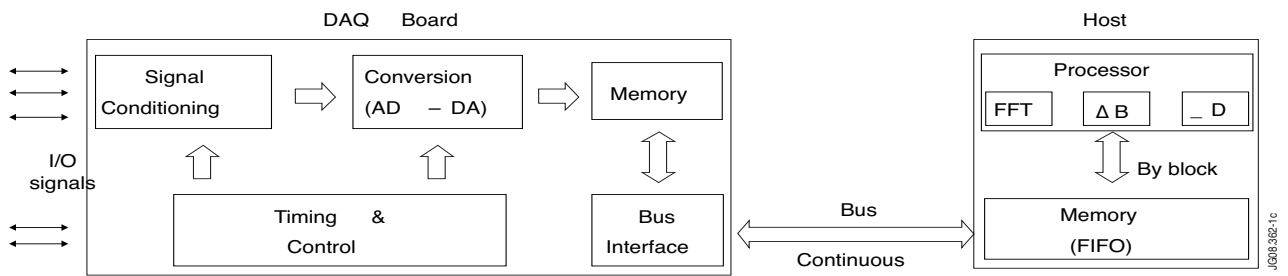 DAQ Board
Host
Signal
Conditioning
Conversion
(AD – DA)
Memory
Processor
FFT
Δ B
_ D
By block
I/O
signals
Timing &
Control
Bus
Interface
Bus
Continuous
Memory
(FIFO)
JG08.362-1c